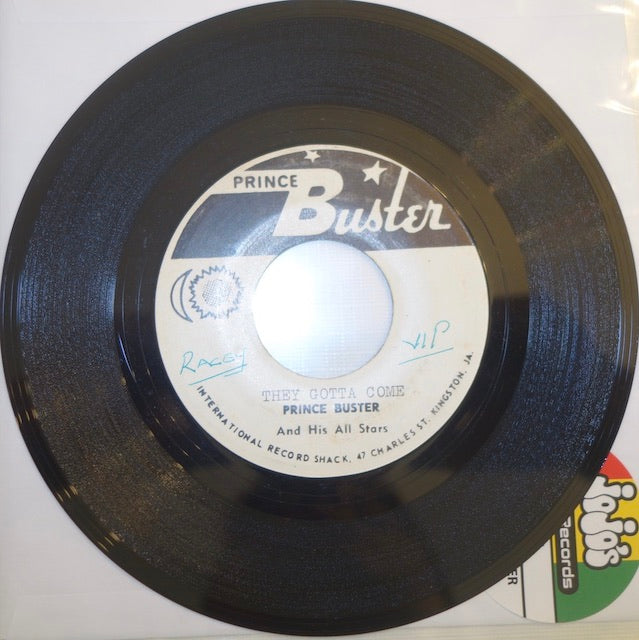 PRINCE
Buster
RACEY
VIP
THEY GOTTA COME
PRINCE BUSTER
And His All Stars
INTERNATIONAL RECORD SHACK, 47 CHARLES ST. KINGSTON, JA.
jojo's
Records